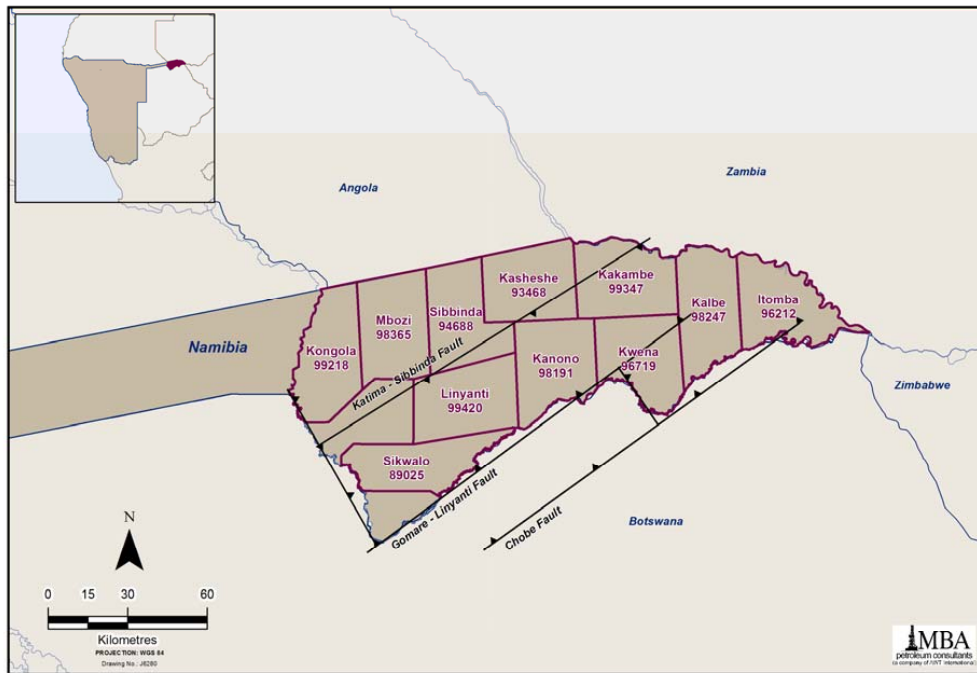 Angola
Zambia
Kasheshe
93468
Kakambe
99347
Kalbe
98247
Itomba
96212
Sibbinda
94688
Mbozi
98365
Kongola
99218
Namibia
Katima - Sibbinda Fault
Kanono
98191
Kwena
96719
Linyanti
99420
Zimbabwe
Sikwalo
89025
Gomare - Linyanti Fault
Chobe Fault
Botswana
N
0 15 30 60
Kilometres
PROJECTION: WGS 84
Drawing No.: J8280
MBA
petroleum consultants
(a company of NVT International)